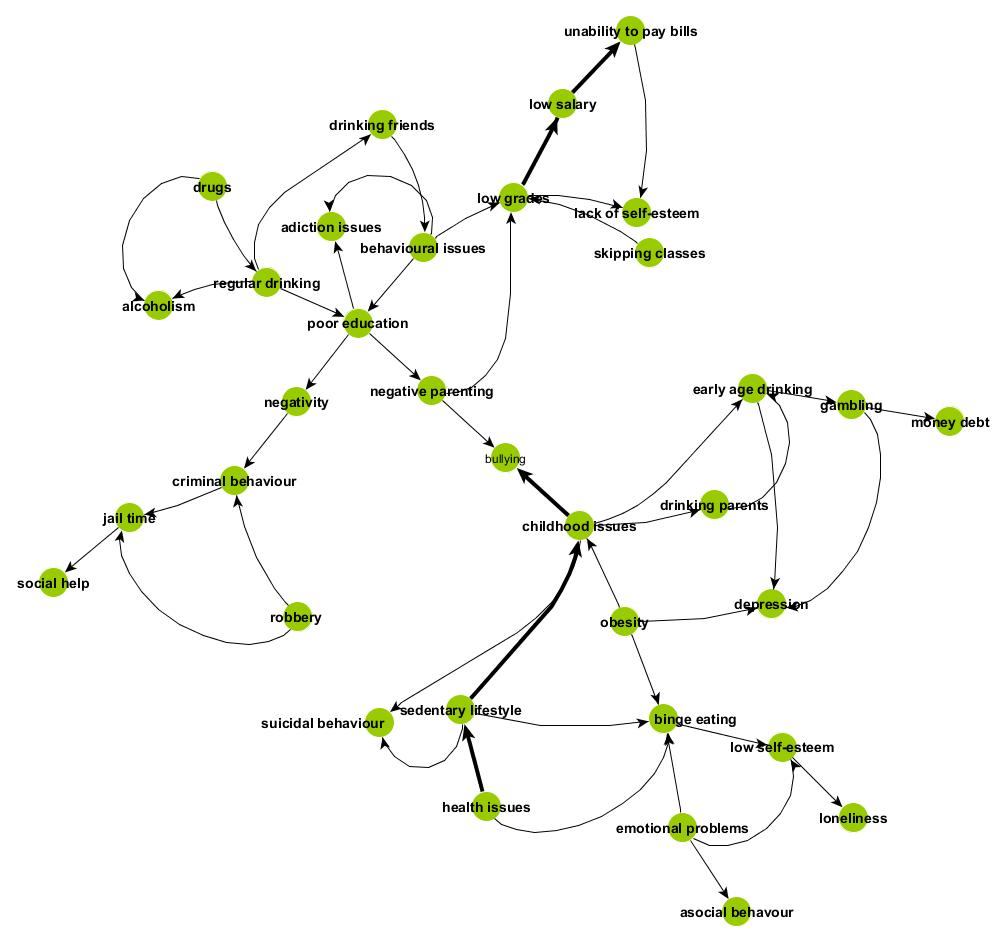 unability to pay bills
low salary
drinking friends
drugs
low grades
lack of self-esteem
adiction issues
behavioural issues
skipping classes
regular drinking
alcoholism
poor education
negative parenting
early age drinking
negativity
gambling
money debt
bullying
criminal behaviour
drinking parents
jail time
childhood issues
social help
depression
robbery
obesity
sedentary lifestyle
suicidal behaviour
binge eating
low self-esteem
health issues
loneliness
emotional problems
asocial behavour